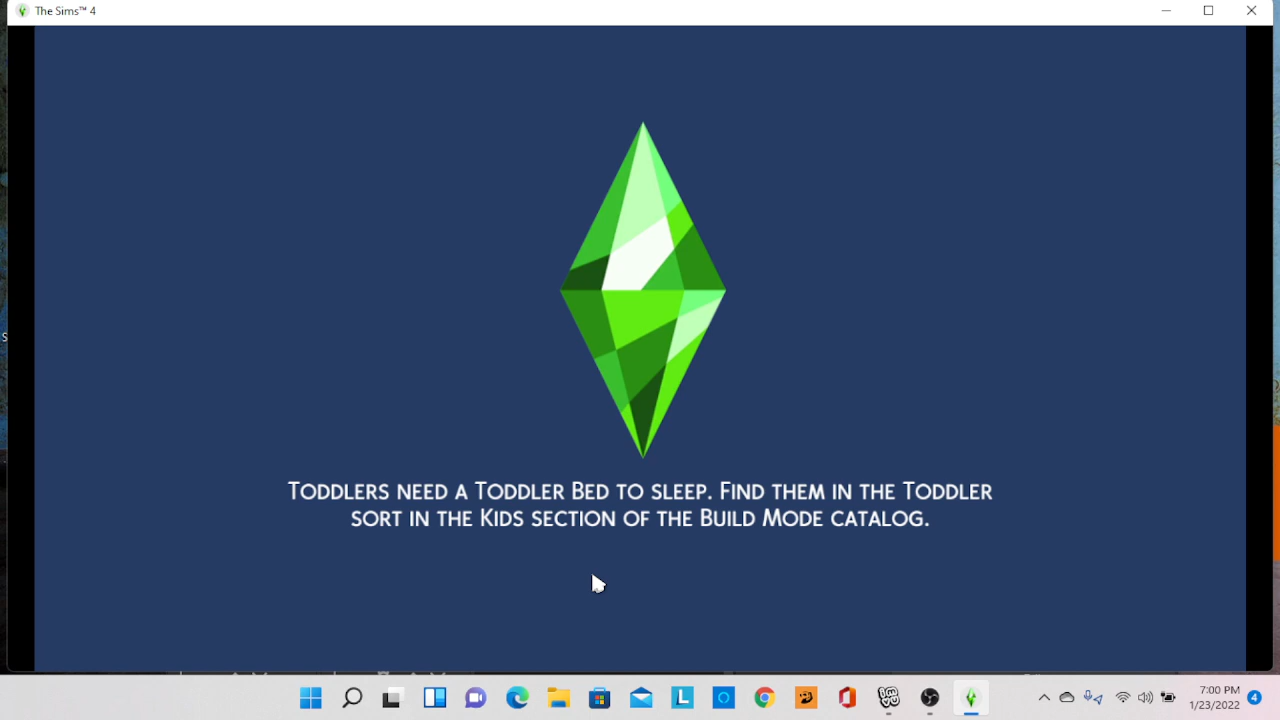 The Sims™ 4
Toddlers need a Toddler Bed to sleep. Find them in the Toddler
sort in the Kids section of the Build Mode catalog.
7:00 PM
1/23/2022
4